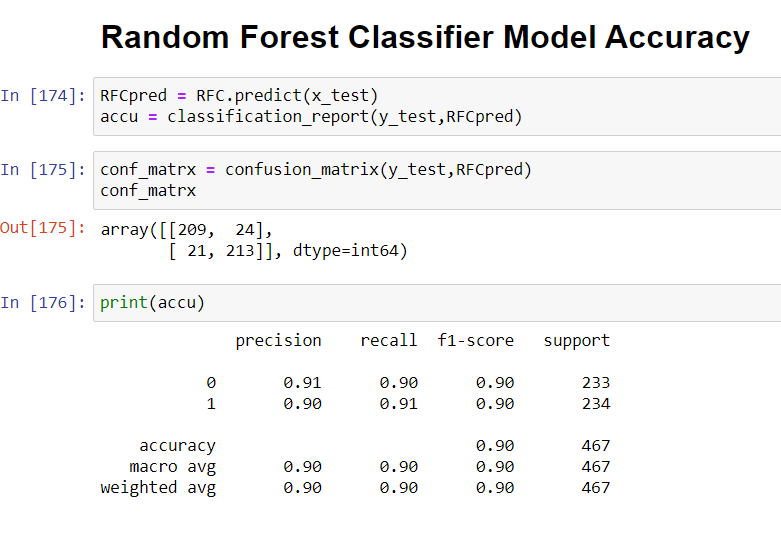 Random Forest Classifier Model Accuracy
In [174]: RFCpred = RFC.predict(x_test)
accu = classification_report(y_test,RFCpred)
In [175]: conf_matrx = confusion_matrix(y_test,RFCpred)
conf_matrx
Out[175]: array([[209,  24],
[ 21, 213]], dtype=int64)
In [176]: print(accu)
precision recall f1-score support
0 0.91 0.90 0.90 233
1 0.90 0.91 0.90 234
accuracy 0.90 467
macro avg 0.90 0.90 0.90 467
weighted avg 0.90 0.90 0.90 467